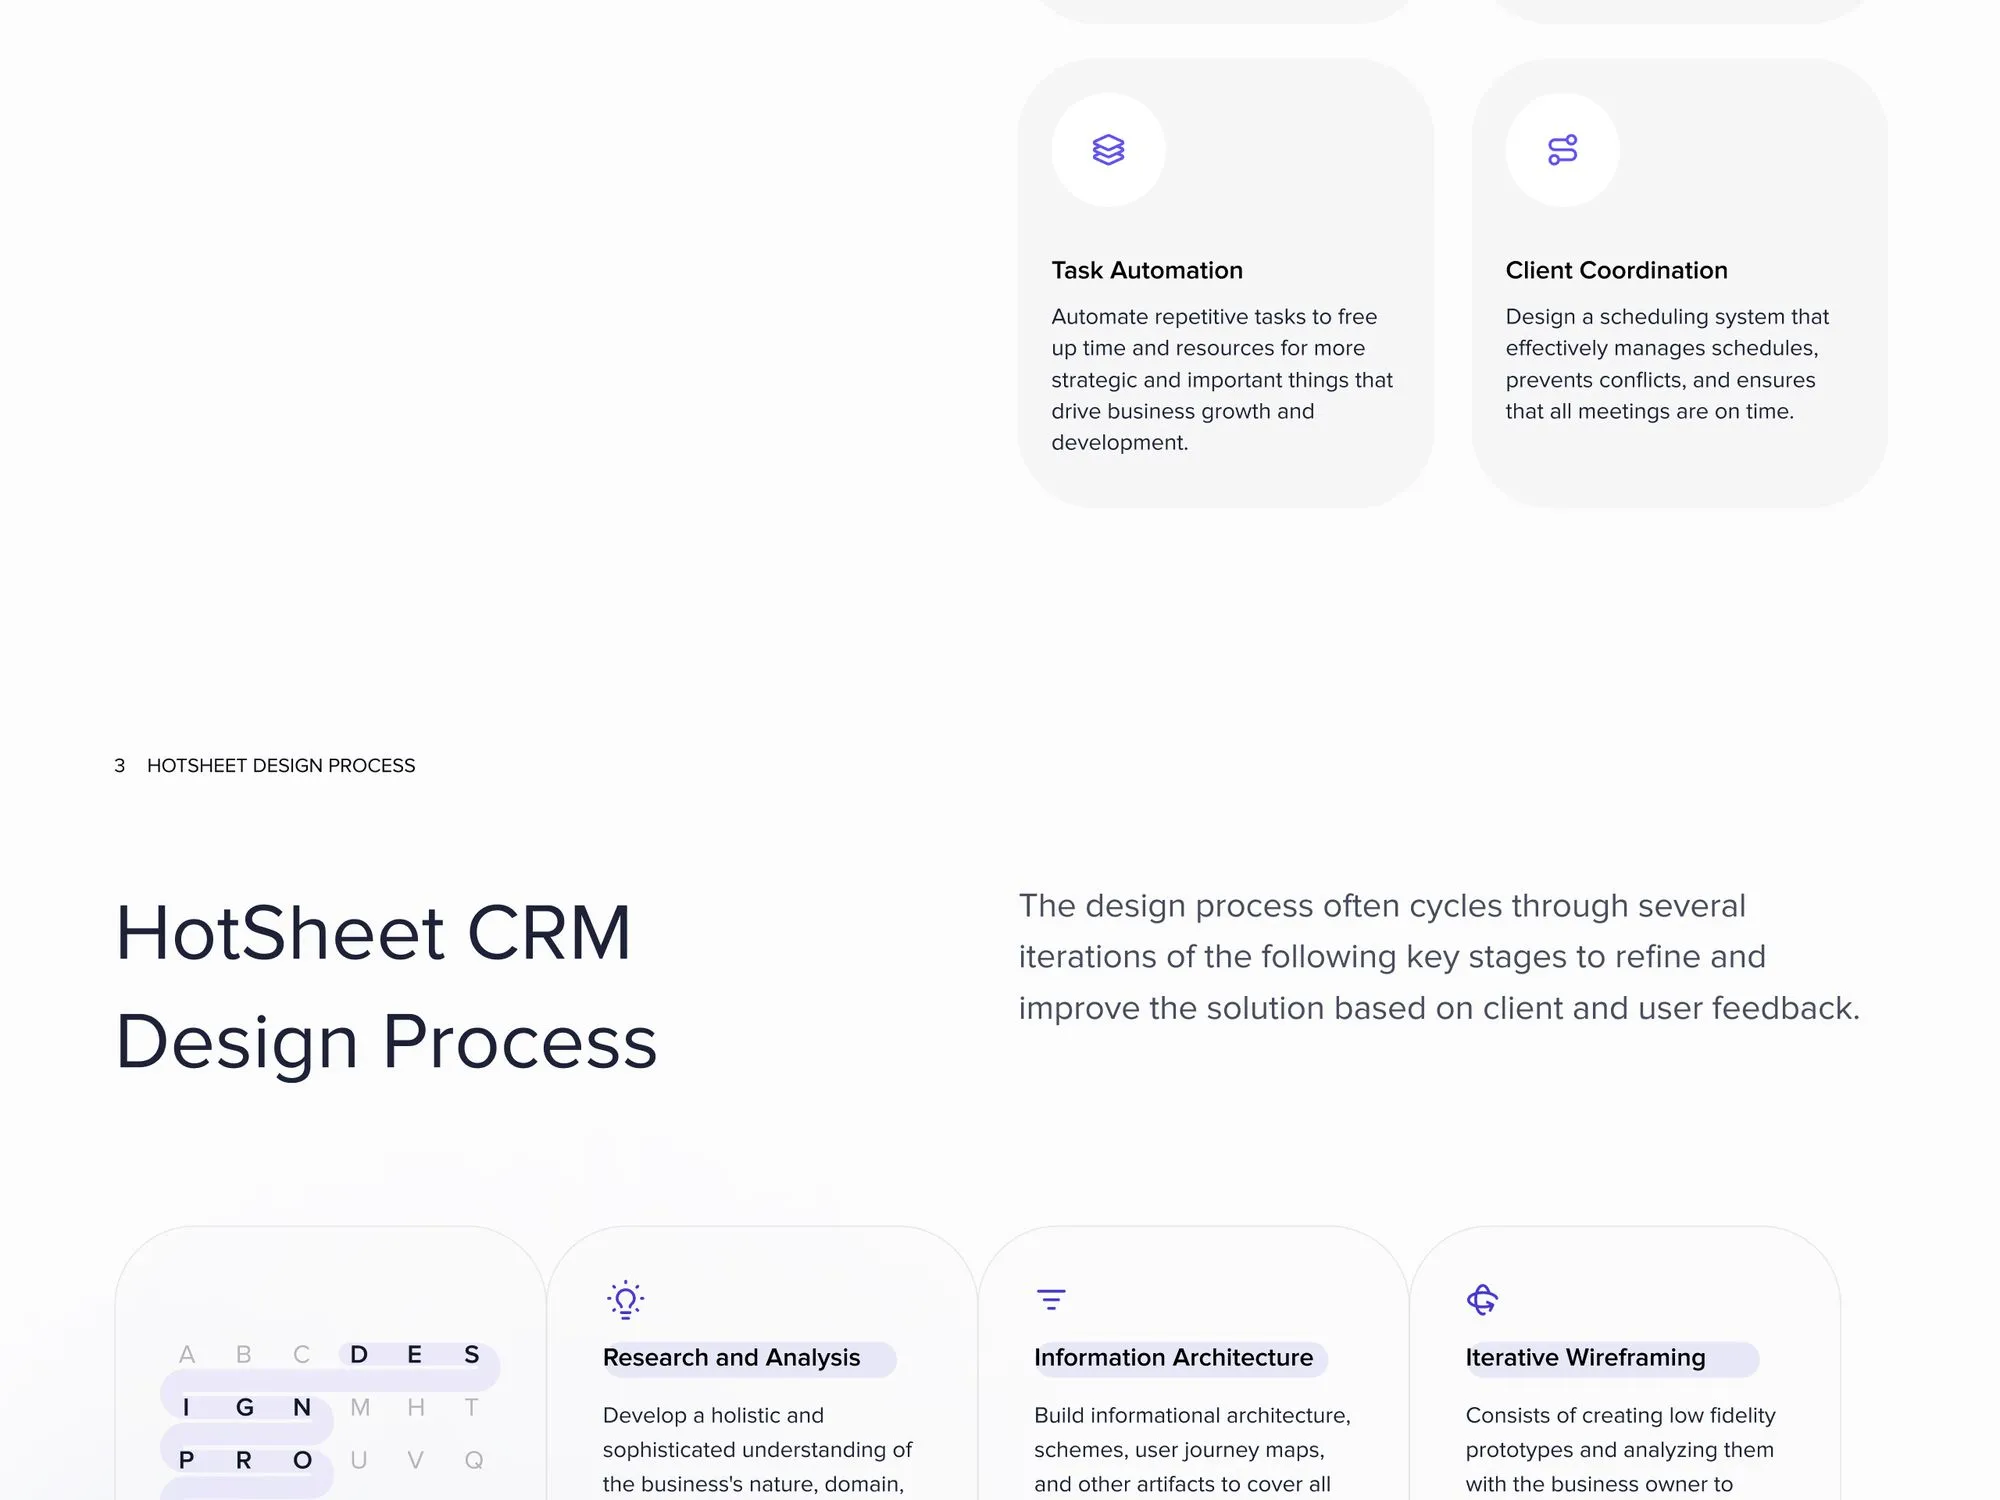 Task Automation
Automate repetitive tasks to free
up time and resources for more
strategic and important things that
drive business growth and
development.
Client Coordination
Design a scheduling system that
effectively manages schedules,
prevents conflicts, and ensures
that all meetings are on time.
3 HOTSHEET DESIGN PROCESS
HotSheet CRM
Design Process
The design process often cycles through several
iterations of the following key stages to refine and
improve the solution based on client and user feedback.
A B C D E S
I G N M H T
P R O U V Q
Research and Analysis
Develop a holistic and
sophisticated understanding of
the business's nature, domain,
Information Architecture
Build informational architecture,
schemes, user journey maps,
and other artifacts to cover all
Iterative Wireframing
Consists of creating low fidelity
prototypes and analyzing them
with the business owner to